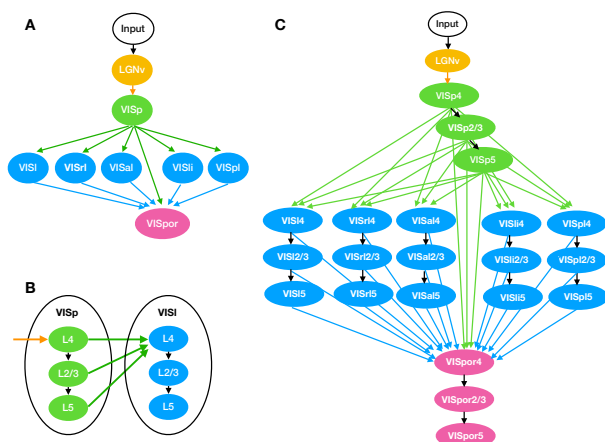 A
Input
LGNv
VISp
VISl VISrl VISal VISli VISpl
VISpor
B
VISp VISl
L4 L4
L2/3 L2/3
L5 L5
C
Input
LGNv
VISp4
VISp2/3
VISp5
VISl4 VISrl4 VISal4 VISli4 VISpl4
VISl2/3 VISrl2/3 VISal2/3 VISli2/3 VISpl2/3
VISl5 VISrl5 VISal5 VISli5 VISpl5
VISpor4
VISpor2/3
VISpor5